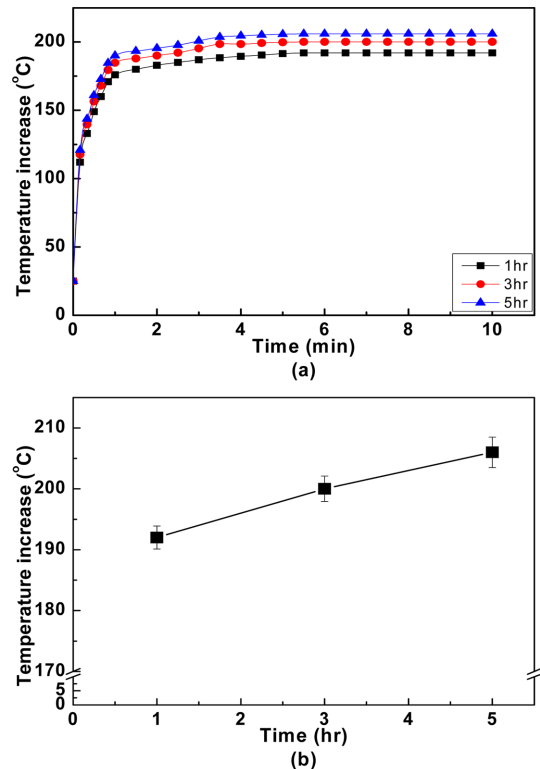 Temperature increase (°C)
200
150
100
50
0
1hr
3hr
5hr
0 2 4 6 8 10
Time (min)
(a)
Temperature increase (°C)
210
200
190
180
170
5
0
0 1 2 3 4 5
Time (hr)
(b)